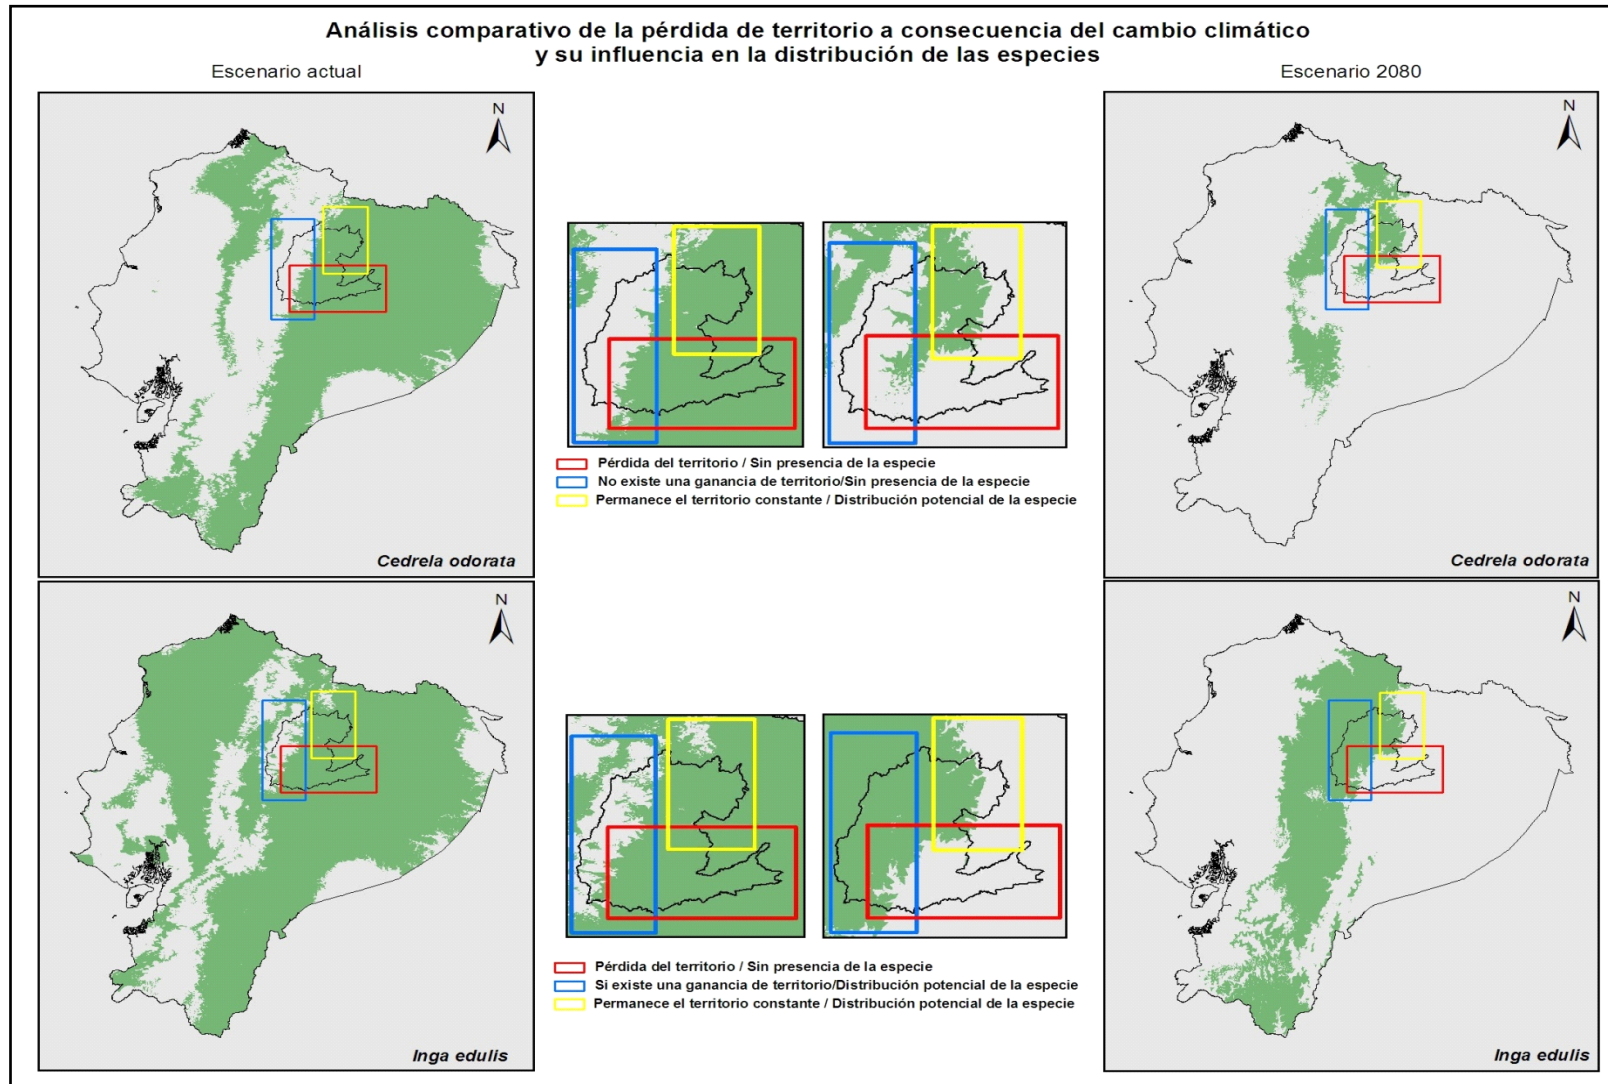 Análisis comparativo de la pérdida de territorio a consecuencia del cambio climático
y su influencia en la distribución de las especies
Escenario actual
Escenario 2080
N
N
Pérdida del territorio / Sin presencia de la especie
No existe una ganancia de territorio/Sin presencia de la especie
Permanece el territorio constante / Distribución potencial de la especie
Cedrela odorata
Cedrela odorata
N
N
Pérdida del territorio / Sin presencia de la especie
Si existe una ganancia de territorio/Distribución potencial de la especie
Permanece el territorio constante / Distribución potencial de la especie
Inga edulis
Inga edulis